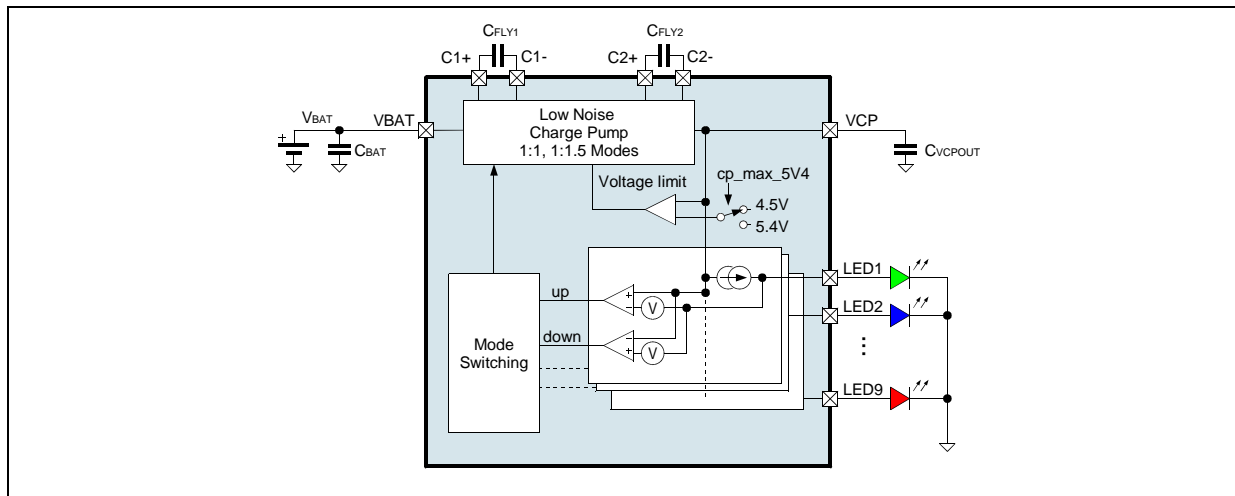 CFLY1
CFLY2
C1+
C1-
C2+
C2-
VBAT
VBAT
+
CBAT
Low Noise
Charge Pump
1:1, 1:1.5 Modes
VCP
CVCPOUT
Voltage limit
cp_max_5V4
4.5V
5.4V
LED1
up
+
−
V
LED2
down
−
+
V
⋮
Mode
Switching
LED9